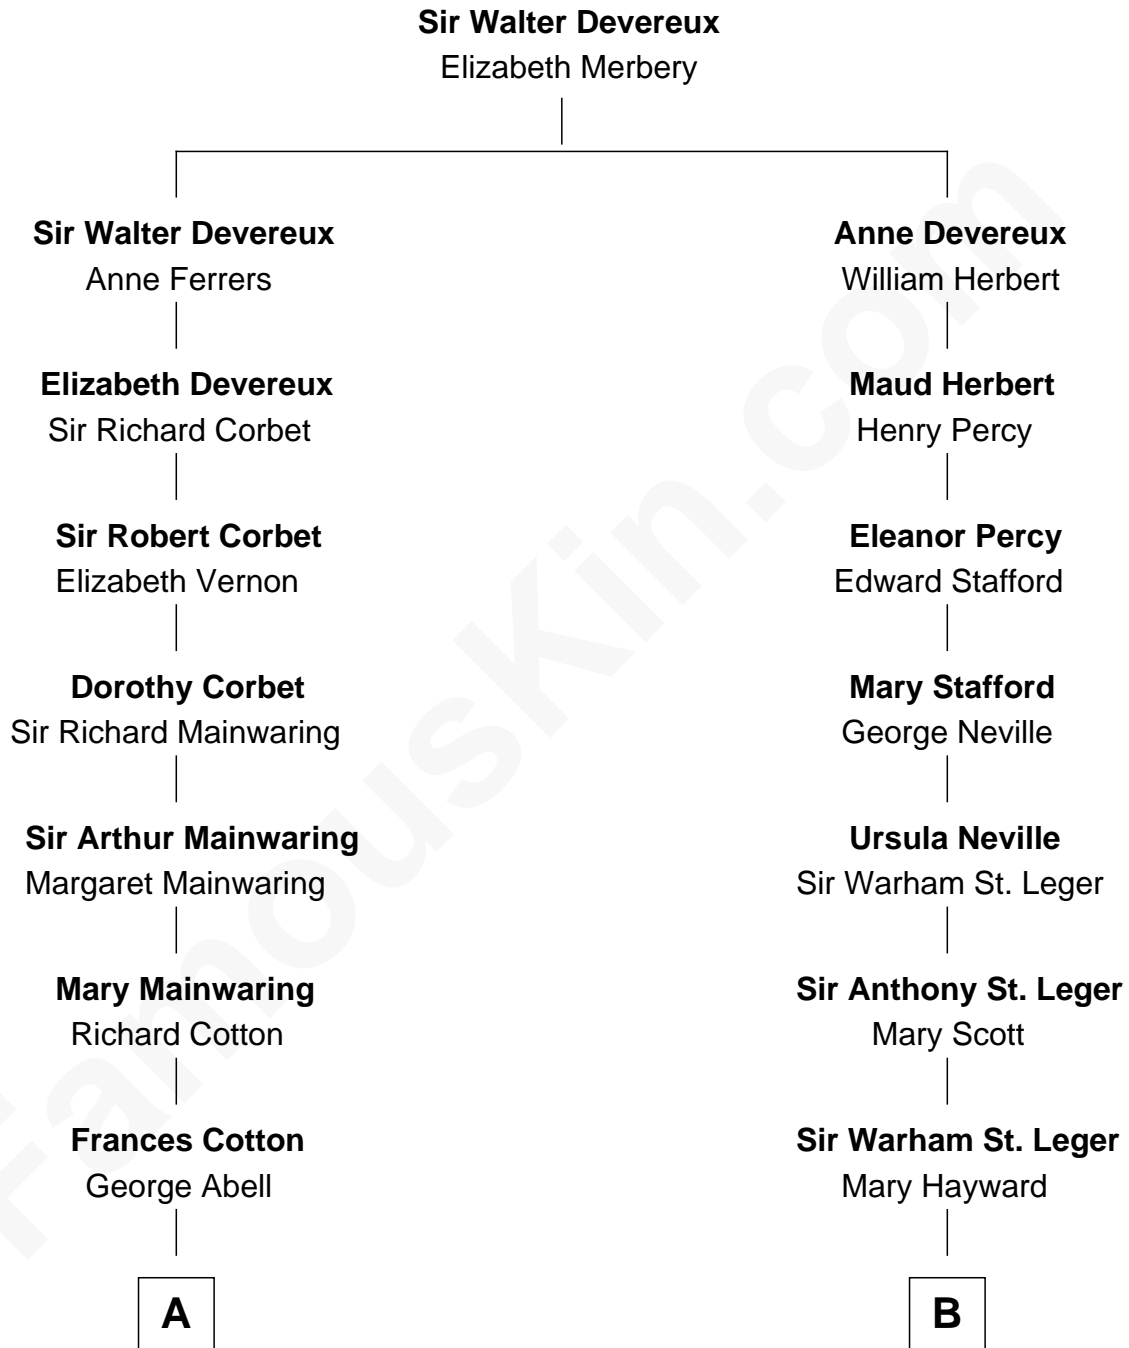 Sir Walter Devereux
Elizabeth Merbery
Sir Walter Devereux
Anne Ferrers
Elizabeth Devereux
Sir Richard Corbet
Sir Robert Corbet
Elizabeth Vernon
Dorothy Corbet
Sir Richard Mainwaring
Sir Arthur Mainwaring
Margaret Mainwaring
Mary Mainwaring
Richard Cotton
Frances Cotton
George Abell
A
Anne Devereux
William Herbert
Maud Herbert
Henry Percy
Eleanor Percy
Edward Stafford
Mary Stafford
George Neville
Ursula Neville
Sir Warham St. Leger
Sir Anthony St. Leger
Mary Scott
Sir Warham St. Leger
Mary Hayward
B
FamousKin.com